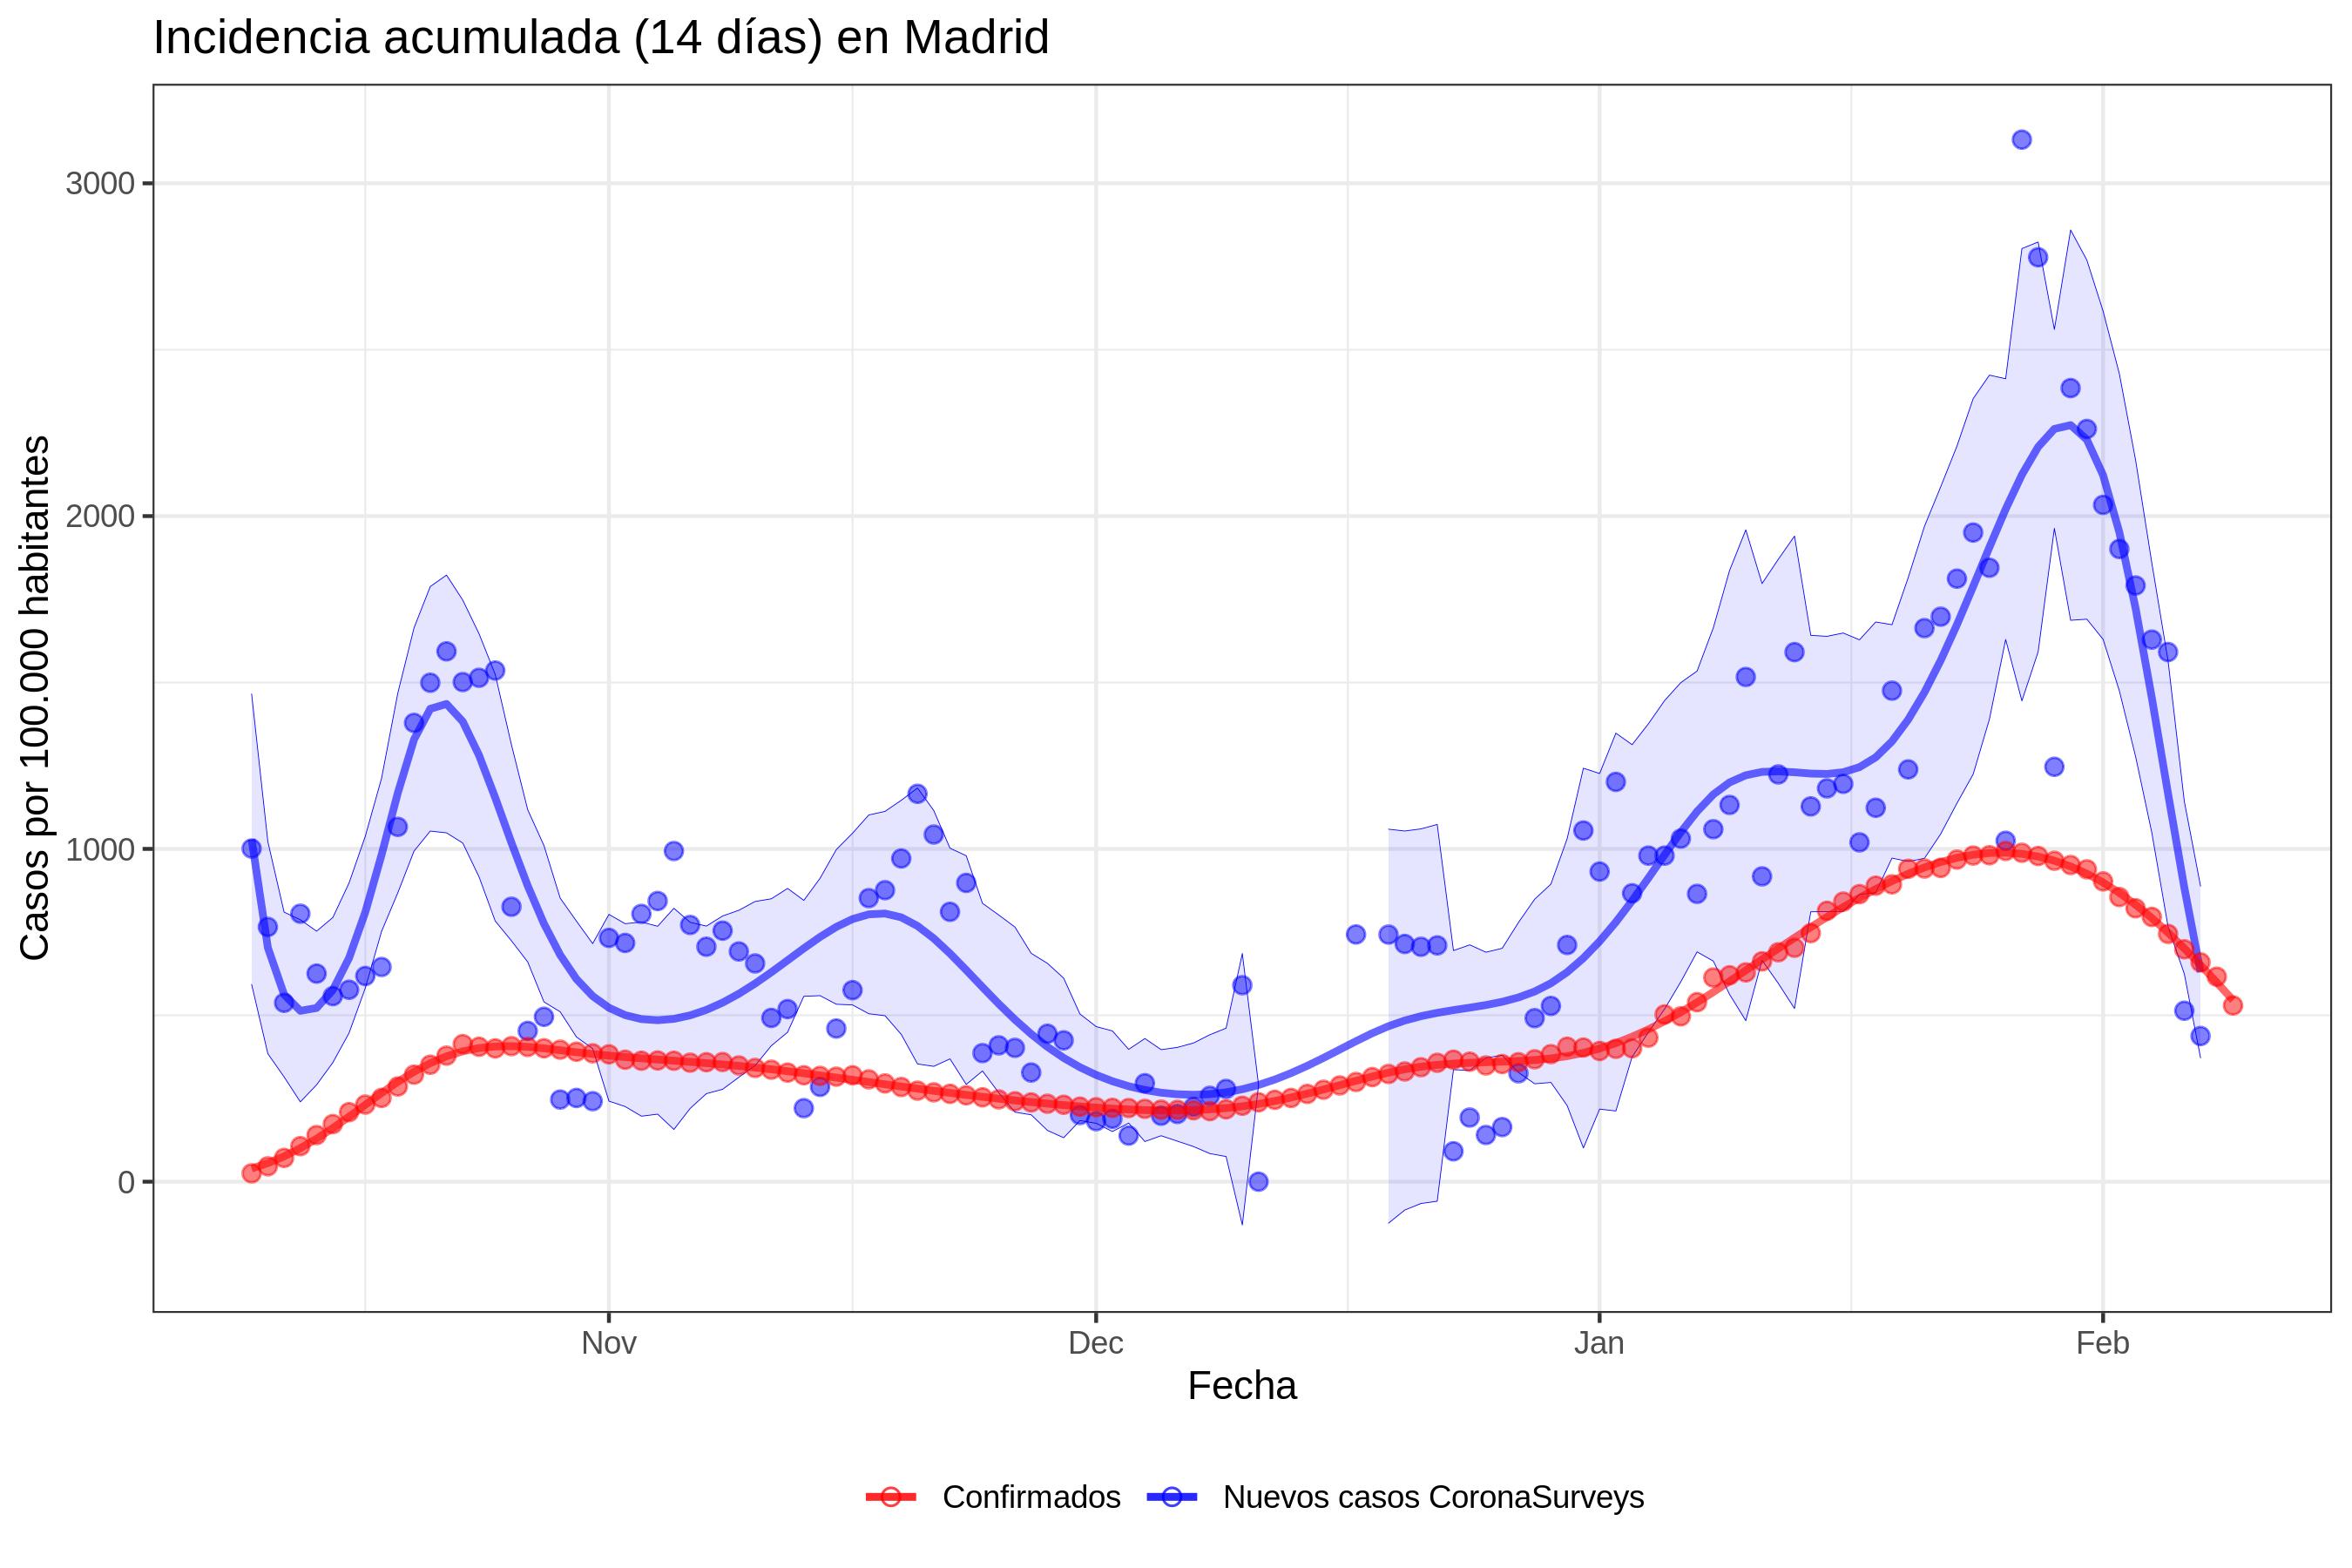 Incidencia acumulada (14 días) en Madrid
Casos por 100.000 habitantes
3000
2000
1000
0
Nov Dec Jan Feb
Fecha
Confirmados Nuevos casos CoronaSurveys